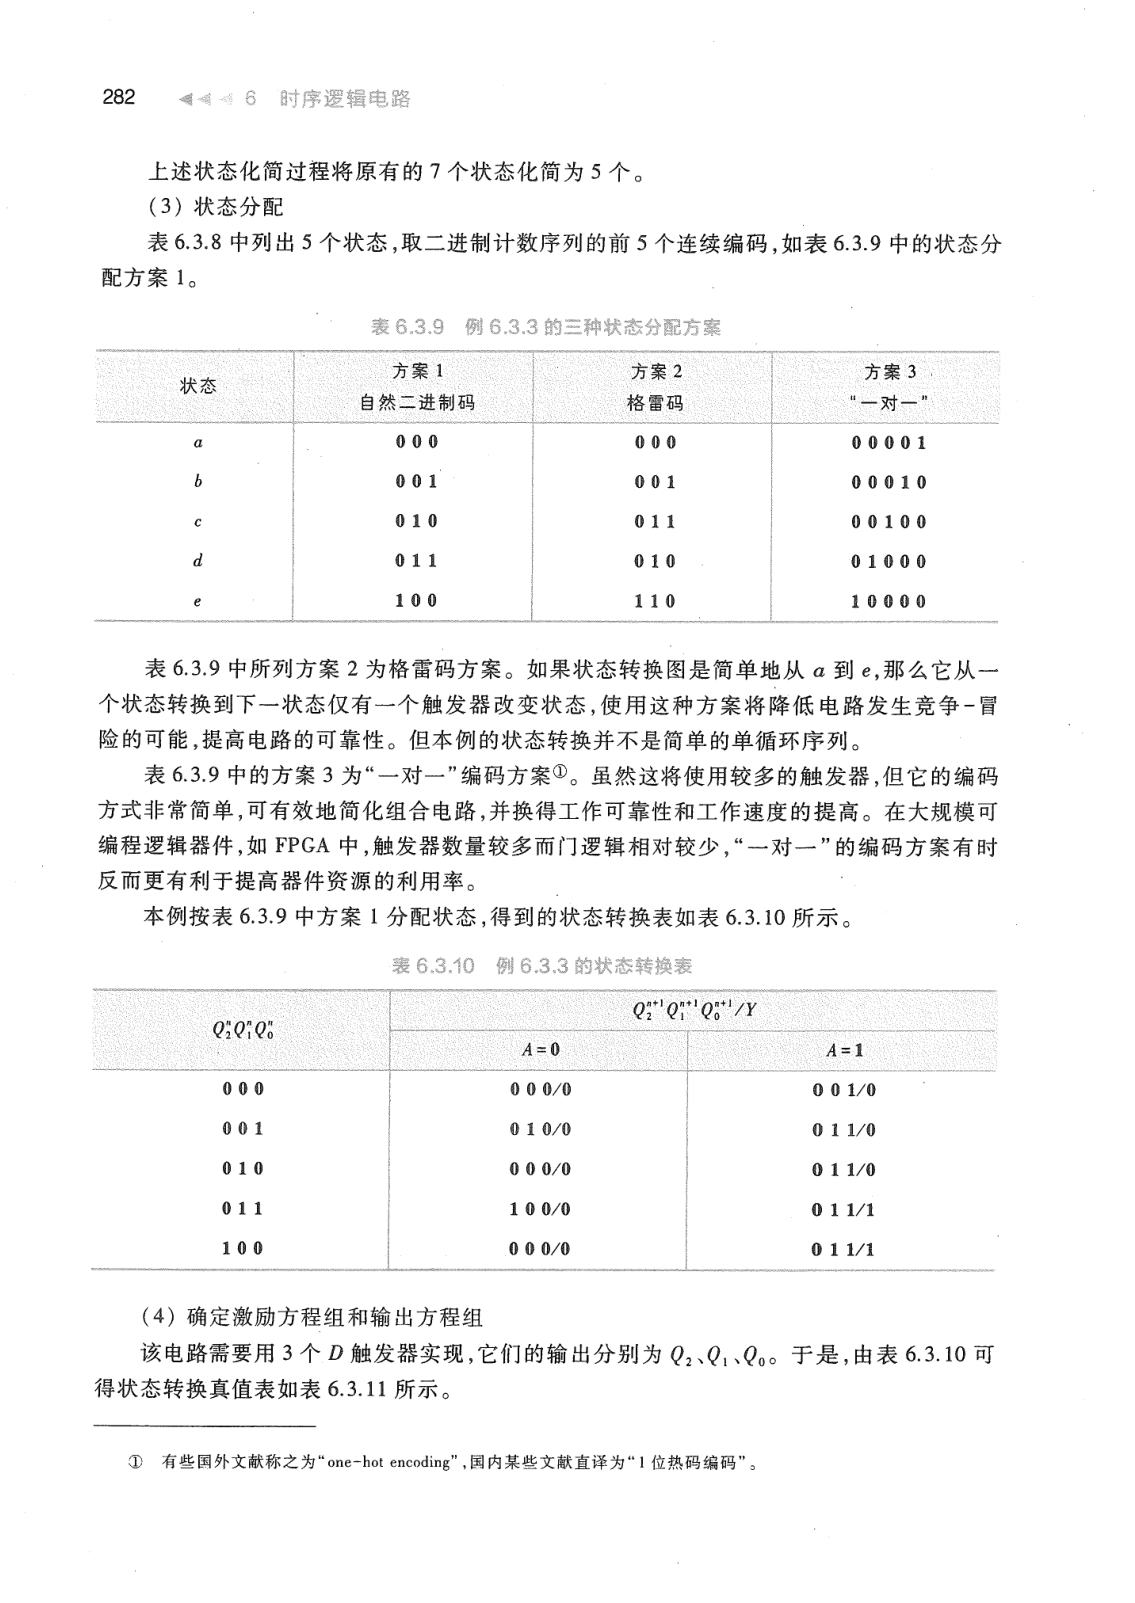 282 6 时序逻辑电路
上述状态化简过程将原有的 7 个状态化简为 5 个。
(3) 状态分配
表 6.3.8 中列出 5 个状态,取二进制计数序列的前 5 个连续编码,如表 6.3.9 中的状态分
配方案 1。
表 6.3.9 例 6.3.3 的三种状态分配方案
状态 方案 1 方案 2 方案 3
自然二进制码 格雷码 “一对一”
a 0 0 0 0 0 0 0 0 0 0 1
b 0 0 1 0 0 1 0 0 0 1 0
c 0 1 0 0 1 1 0 0 1 0 0
d 0 1 1 0 1 0 0 1 0 0 0
e 1 0 0 1 1 0 1 0 0 0 0
表 6.3.9 中所列方案 2 为格雷码方案。如果状态转换图是简单地从 a 到 e,那么它从一
个状态转换到下一状态仅有一个触发器改变状态,使用这种方案将降低电路发生竞争-冒
险的可能,提高电路的可靠性。但本例的状态转换并不是简单的单循环序列。
表 6.3.9 中的方案 3 为“一对一”编码方案①。虽然这将使用较多的触发器,但它的编码
方式非常简单,可有效地简化组合电路,并换得工作可靠性和工作速度的提高。在大规模可
编程逻辑器件,如 FPGA 中,触发器数量较多而门逻辑相对较少,“一对一”的编码方案有时
反而更有利于提高器件资源的利用率。
本例按表 6.3.9 中方案 1 分配状态,得到的状态转换表如表 6.3.10 所示。
表 6.3.10 例 6.3.3 的状态转换表
Q₂ⁿQ₁ⁿQ₀ⁿ Q₂ⁿ⁺¹Q₁ⁿ⁺¹Q₀ⁿ⁺¹/Y
A=0 A=1
0 0 0 0 0 0/0 0 0 1/0
0 0 1 0 1 0/0 0 1 1/0
0 1 0 0 0 0/0 0 1 1/0
0 1 1 1 0 0/0 0 1 1/1
1 0 0 0 0 0/0 0 1 1/1
(4) 确定激励方程组和输出方程组
该电路需要用 3 个 D 触发器实现,它们的输出分别为 Q₂、Q₁、Q₀。于是,由表 6.3.10 可
得状态转换真值表如表 6.3.11 所示。
① 有些国外文献称之为“one-hot encoding”,国内某些文献直译为“1 位热码编码”。